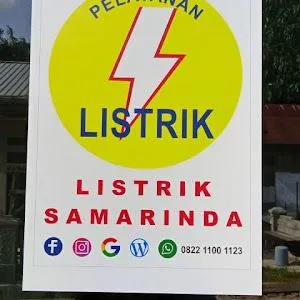 PELAYANAN
LISTRIK
LISTRIK
SAMARINDA
0822 1100 1123